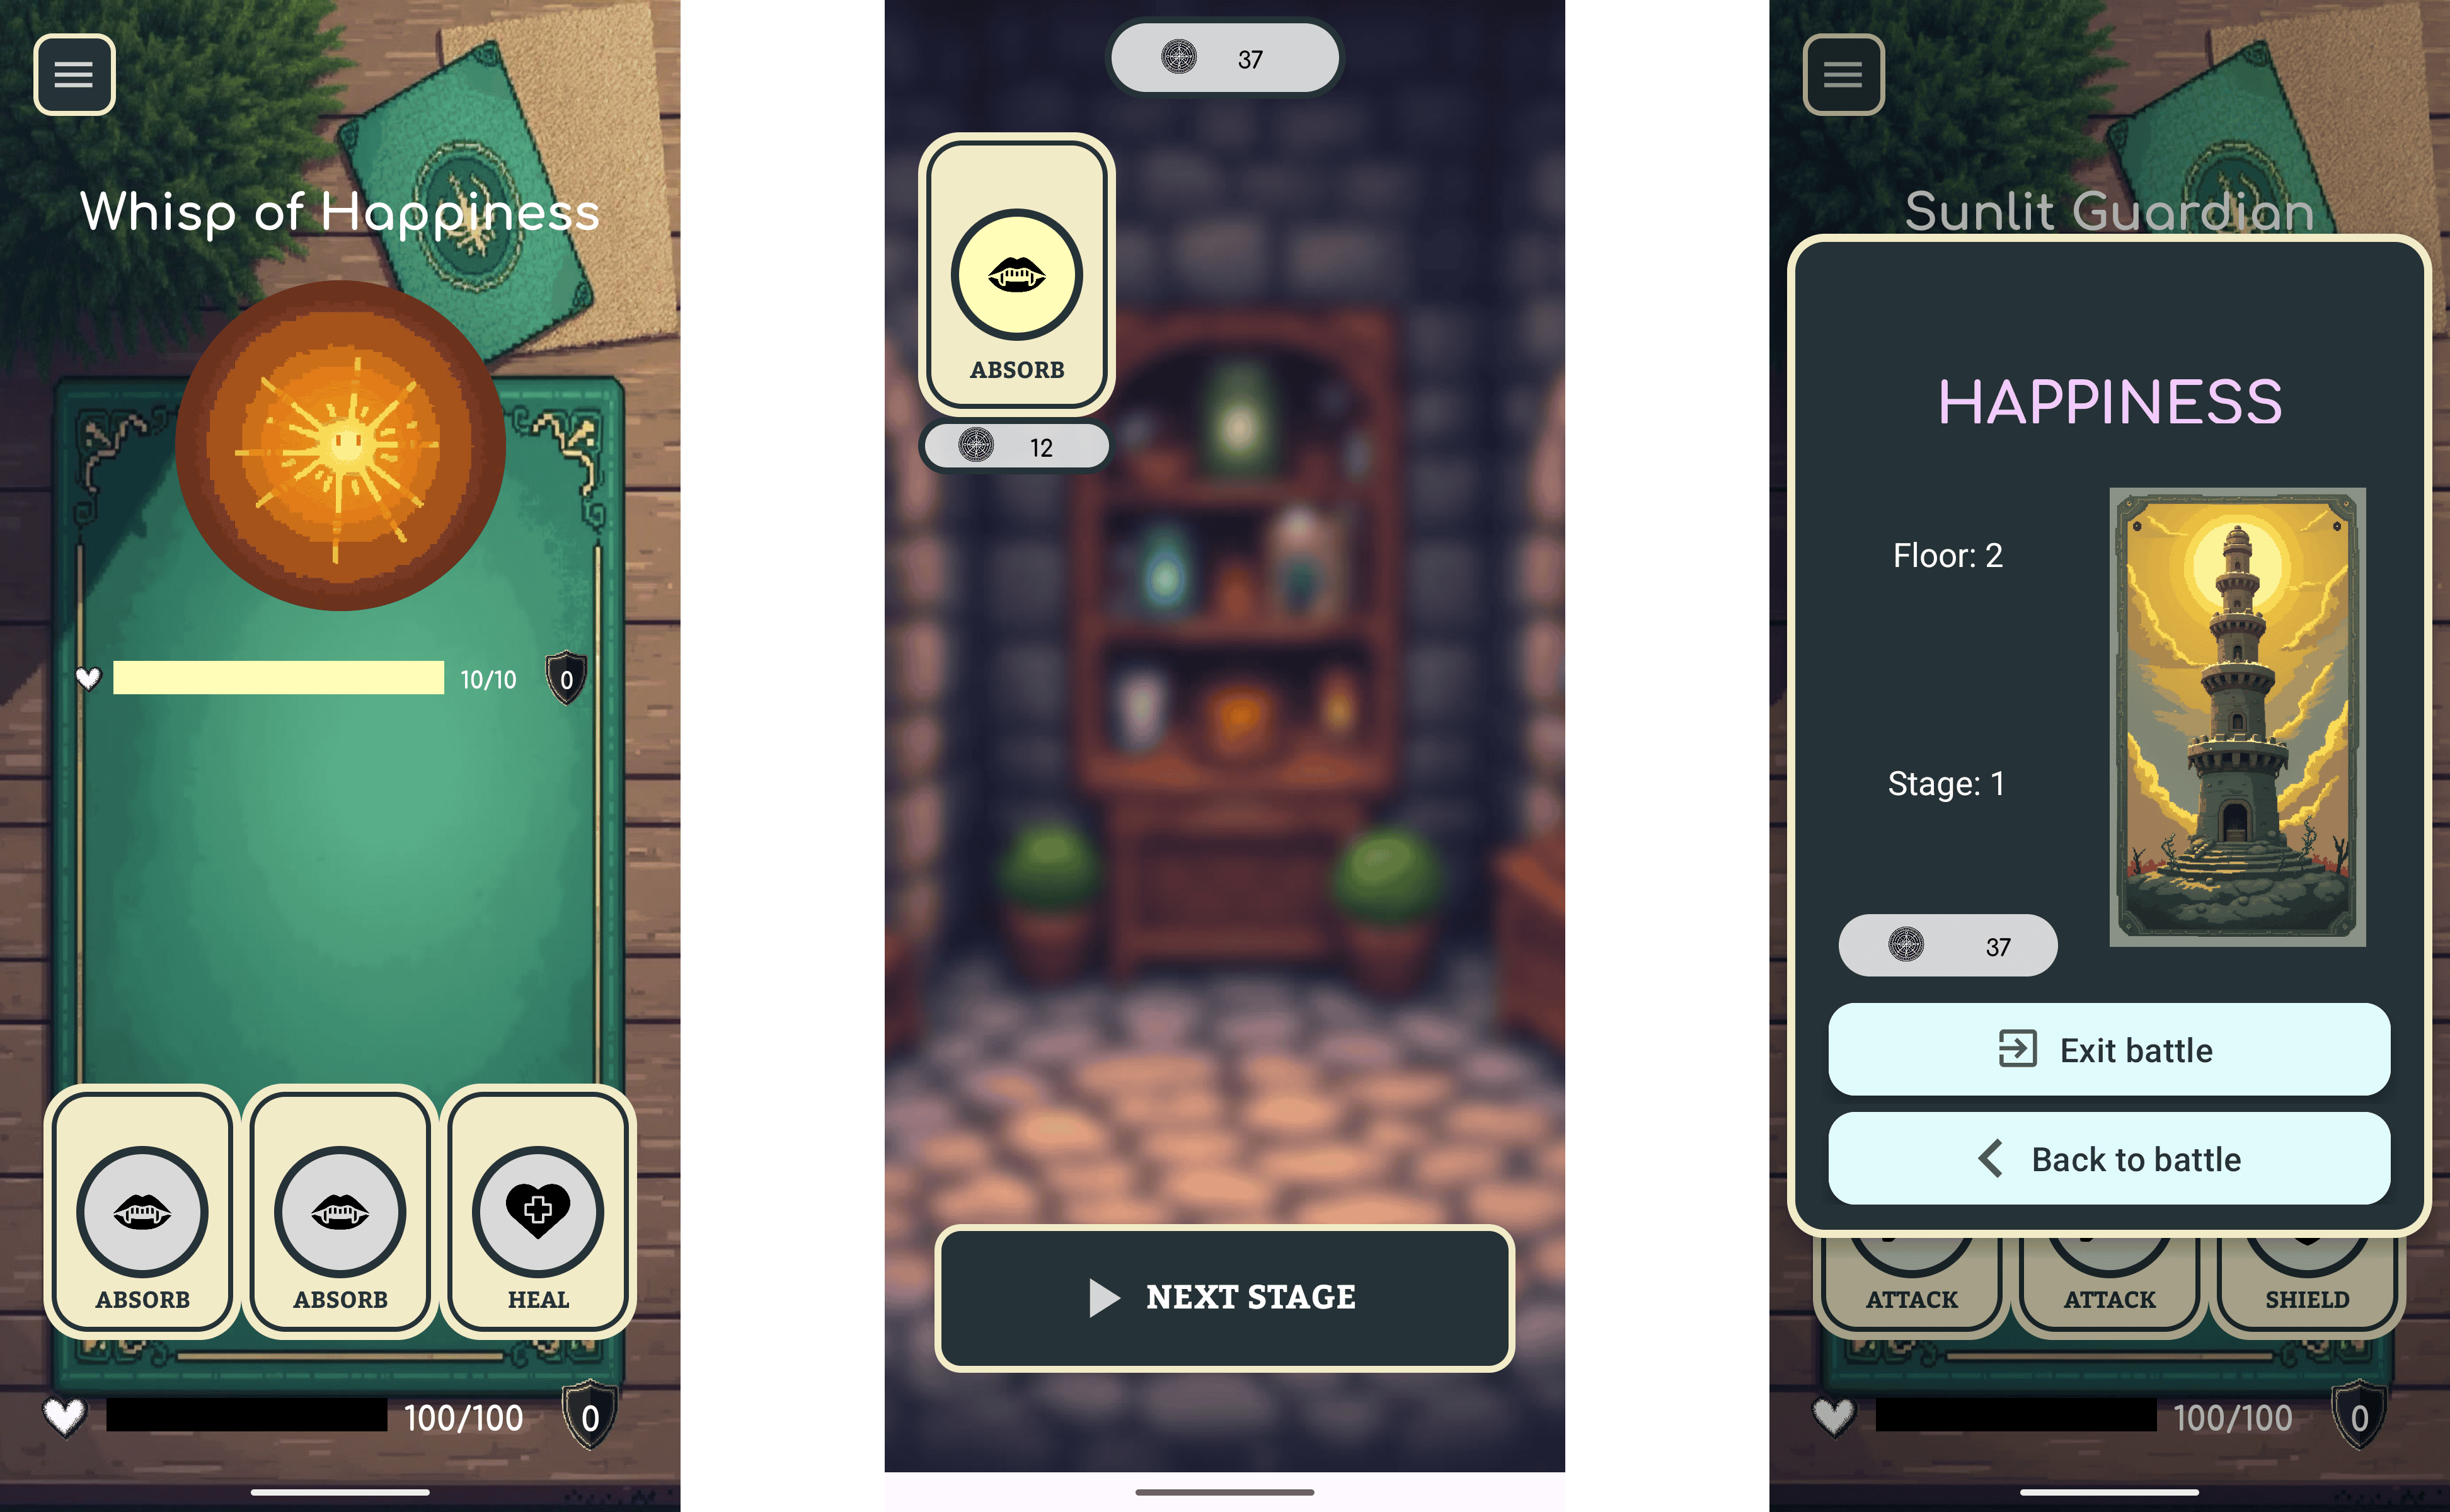 Whisp of Happiness
10/10
0
ABSORB
ABSORB
HEAL
100/100
0
37
ABSORB
12
NEXT STAGE
Sunlit Guardian
HAPPINESS
Floor: 2
Stage: 1
37
Exit battle
Back to battle
ATTACK
ATTACK
SHIELD
100/100
0